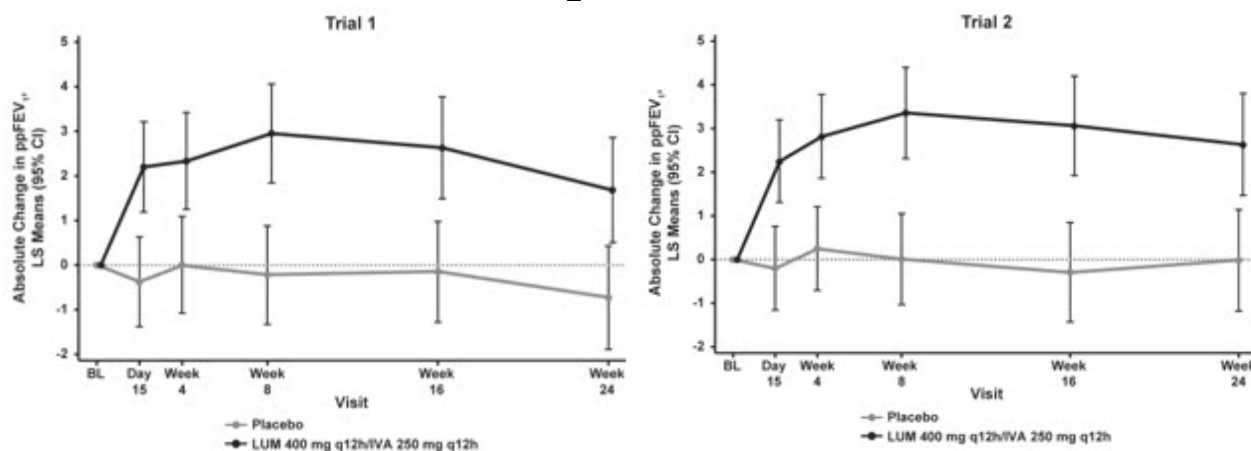 Trial 1
Absolute Change in ppFEV1,
LS Means (95% CI)
5
4
3
2
1
0
-1
-2
BL
Day
15
Week
4
Week
8
Week
16
Week
24
Visit
Placebo
LUM 400 mg q12h/IVA 250 mg q12h
Trial 2
Absolute Change in ppFEV1,
LS Means (95% CI)
5
4
3
2
1
0
-1
-2
BL
Day
15
Week
4
Week
8
Week
16
Week
24
Visit
Placebo
LUM 400 mg q12h/IVA 250 mg q12h